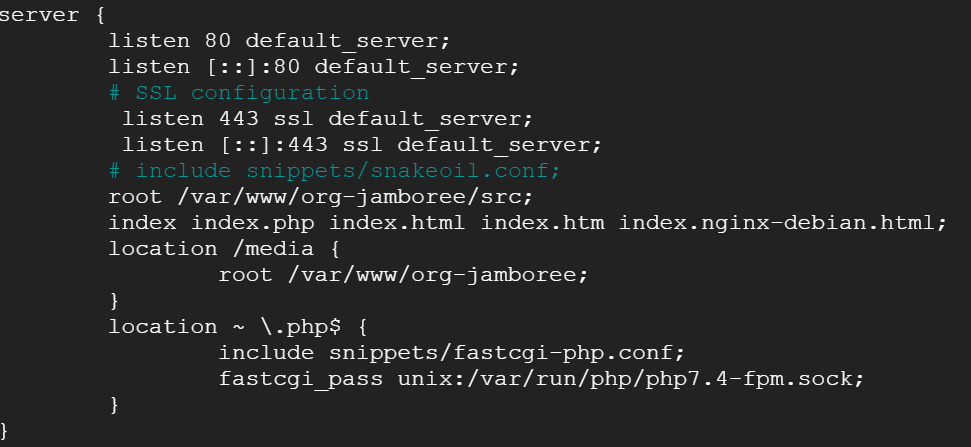 server {
        listen 80 default_server;
        listen [::]:80 default_server;
        # SSL configuration
         listen 443 ssl default_server;
         listen [::]:443 ssl default_server;
        # include snippets/snakeoil.conf;
        root /var/www/org-jamboree/src;
        index index.php index.html index.htm index.nginx-debian.html;
        location /media {
                root /var/www/org-jamboree;
        }
        location ~ \.php$ {
                include snippets/fastcgi-php.conf;
                fastcgi_pass unix:/var/run/php/php7.4-fpm.sock;
        }
}